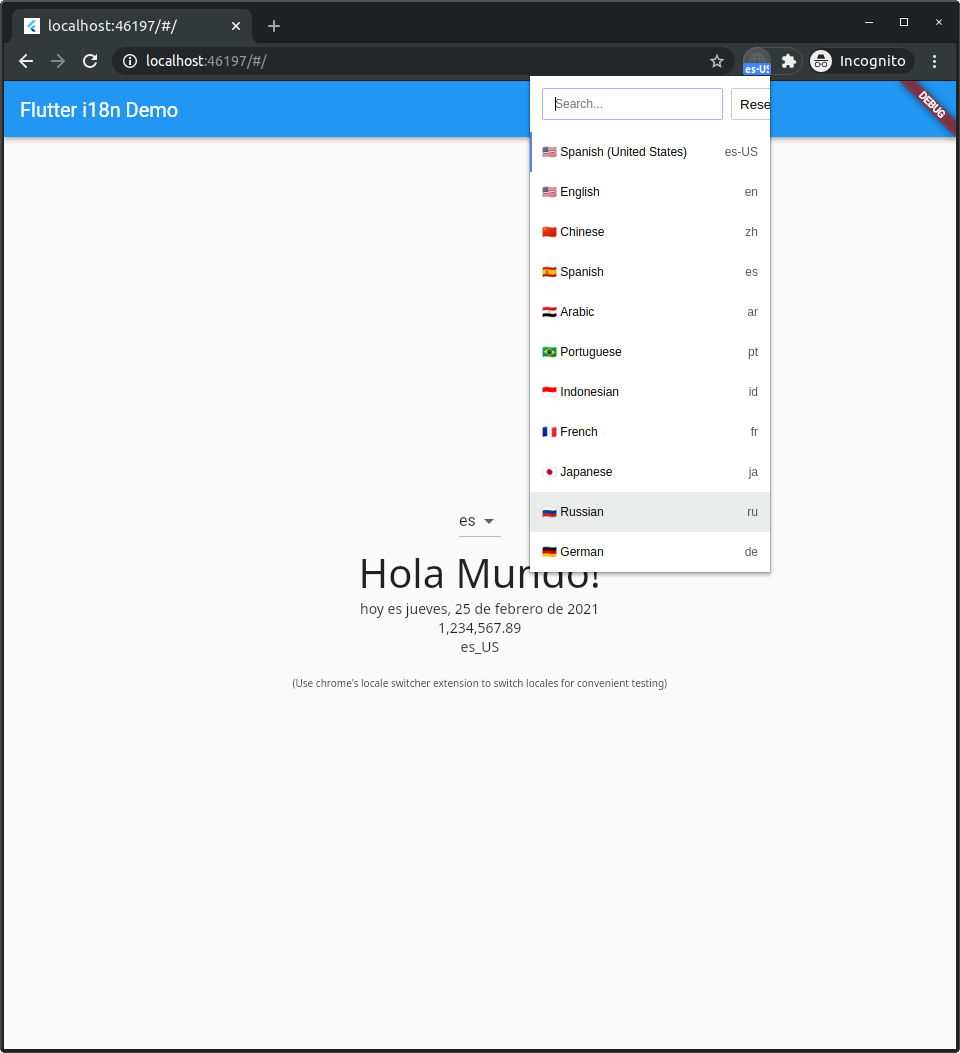 localhost:46197/#/
localhost:46197/#/
es-US
Incognito
Flutter i18n Demo
DEBUG
Search...
Rese
Spanish (United States) es-US
English en
Chinese zh
Spanish es
Arabic ar
Portuguese pt
Indonesian id
French fr
Japanese ja
Russian ru
German de
es
Hola Mundo!
hoy es jueves, 25 de febrero de 2021
1,234,567.89
es_US
(Use chrome's locale switcher extension to switch locales for convenient testing)